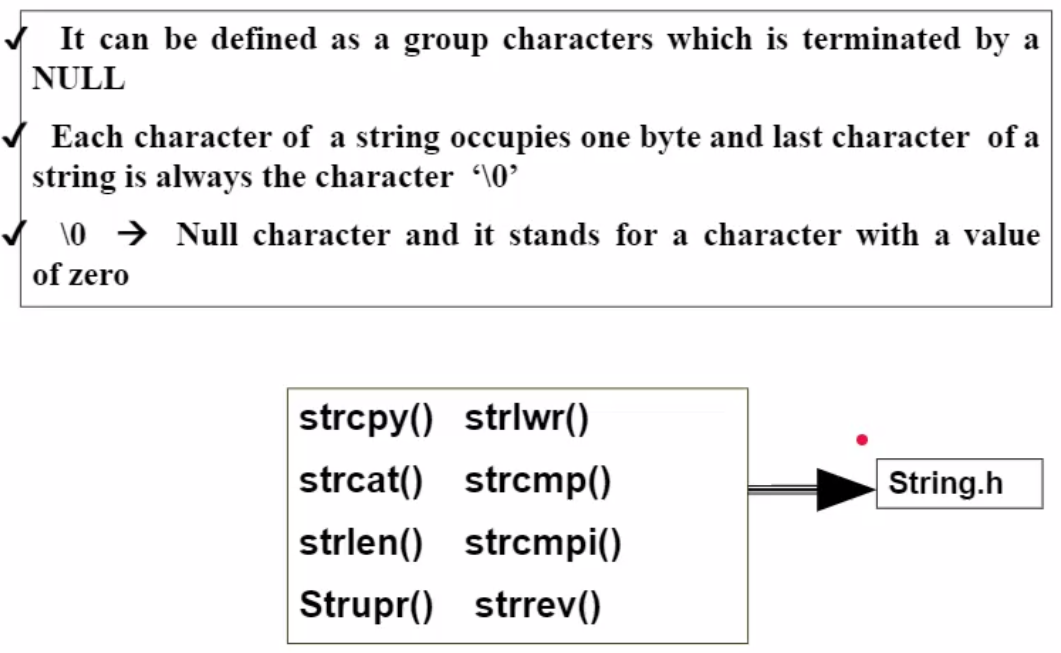 ✓ It can be defined as a group characters which is terminated by a
NULL
✓ Each character of a string occupies one byte and last character of a
string is always the character ‘\0’
✓ \0 → Null character and it stands for a character with a value
of zero
strcpy() strlwr()
strcat() strcmp()
strlen() strcmpi()
Strupr() strrev()
String.h